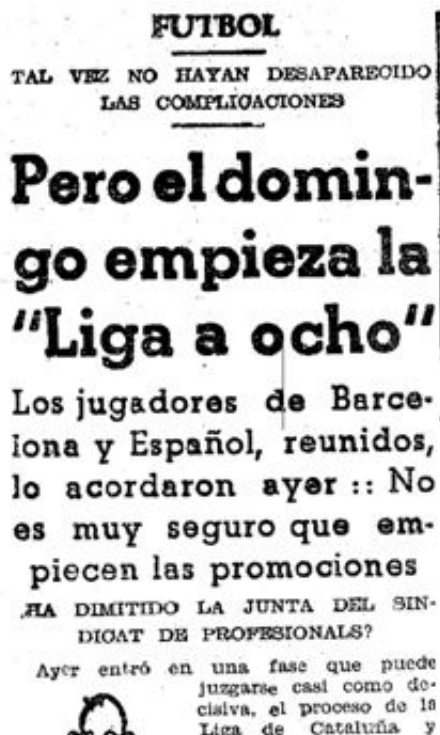 FUTBOL
TAL VEZ NO HAYAN DESAPARECIDO
LAS COMPLICACIONES
Pero el domin-
go empieza la
"Liga a ocho"
Los jugadores de Barce-
lona y Español, reunidos,
lo acordaron ayer :: No
es muy seguro que em-
piecen las promociones
¿HA DIMITIDO LA JUNTA DEL SIN-
DICAT DE PROFESIONALS?
Ayer entró en una fase que puede
juzgarse casi como de-
cisiva, el proceso de la
Liga de Cataluña y